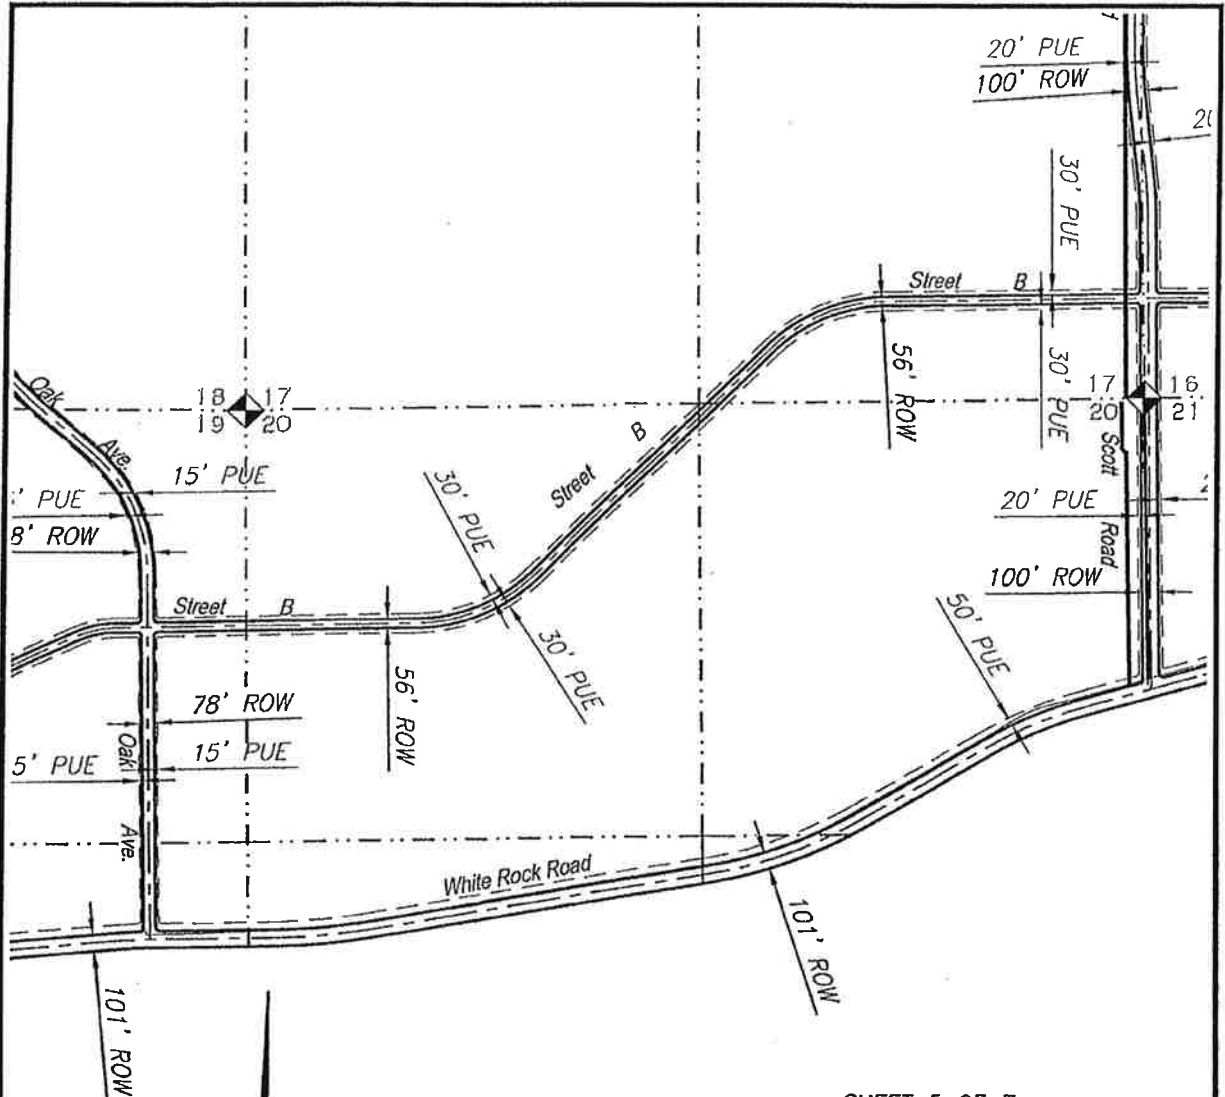 20' PUE
100' ROW
30' PUE
Street B
56' ROW
30' PUE
17 16
20 21
Scott Road
20' PUE
100' ROW
Oak Ave.
18 17
19 20
15' PUE
' PUE
8' ROW
B
Street
30' PUE
30' PUE
Street B
56' ROW
50' PUE
78' ROW
15' PUE
5' PUE
Oak Ave.
White Rock Road
101' ROW
101' ROW